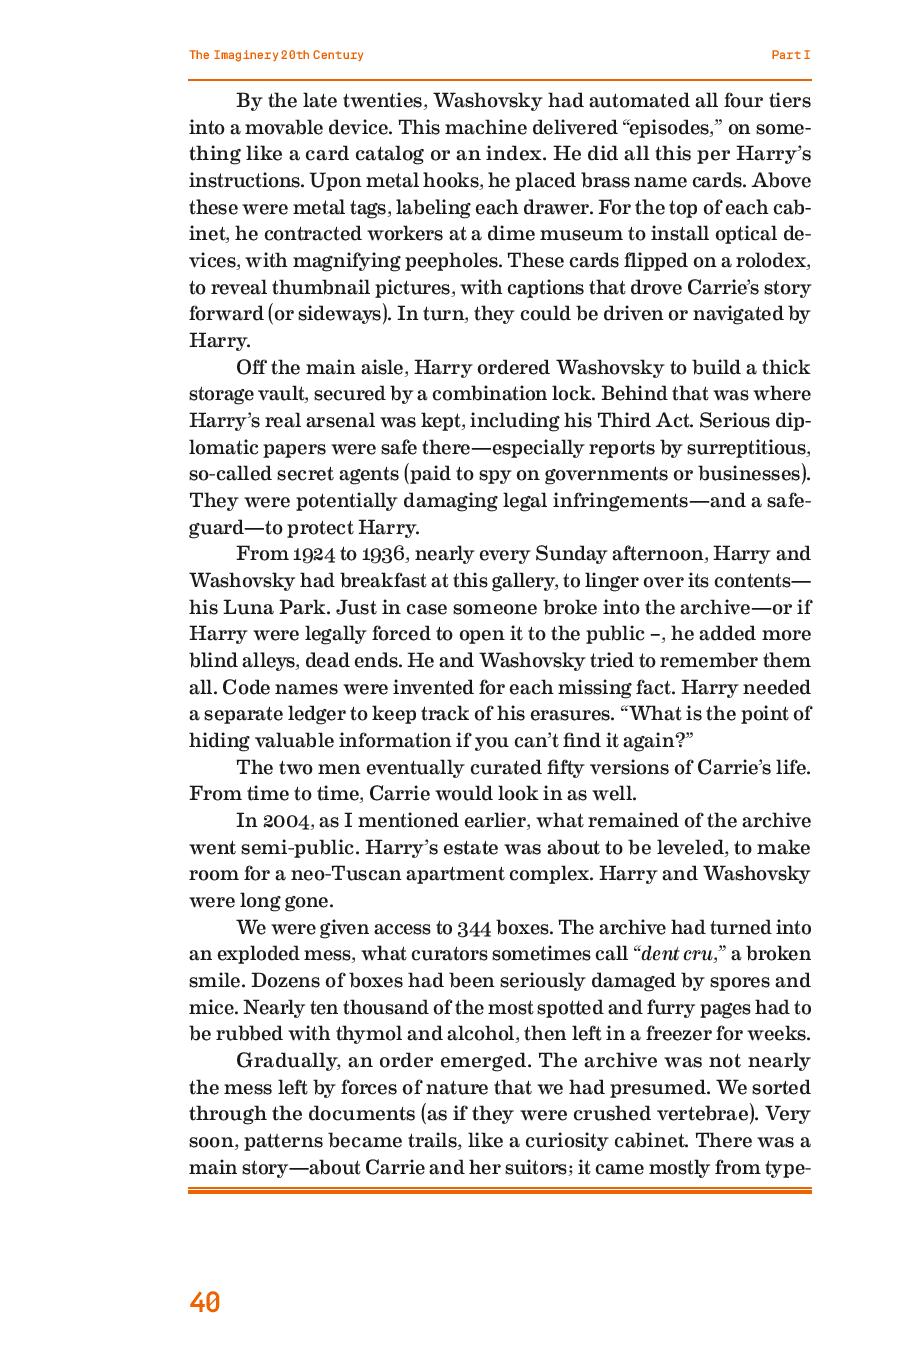 The Imaginery 20th Century Part I
By the late twenties, Washovsky had automated all four tiers
into a movable device. This machine delivered “episodes,” on some-
thing like a card catalog or an index. He did all this per Harry’s
instructions. Upon metal hooks, he placed brass name cards. Above
these were metal tags, labeling each drawer. For the top of each cab-
inet, he contracted workers at a dime museum to install optical de-
vices, with magnifying peepholes. These cards flipped on a rolodex,
to reveal thumbnail pictures, with captions that drove Carrie’s story
forward (or sideways). In turn, they could be driven or navigated by
Harry.
Off the main aisle, Harry ordered Washovsky to build a thick
storage vault, secured by a combination lock. Behind that was where
Harry’s real arsenal was kept, including his Third Act. Serious dip-
lomatic papers were safe there—especially reports by surreptitious,
so-called secret agents (paid to spy on governments or businesses).
They were potentially damaging legal infringements—and a safe-
guard—to protect Harry.
From 1924 to 1936, nearly every Sunday afternoon, Harry and
Washovsky had breakfast at this gallery, to linger over its contents—
his Luna Park. Just in case someone broke into the archive—or if
Harry were legally forced to open it to the public –, he added more
blind alleys, dead ends. He and Washovsky tried to remember them
all. Code names were invented for each missing fact. Harry needed
a separate ledger to keep track of his erasures. “What is the point of
hiding valuable information if you can’t find it again?”
The two men eventually curated fifty versions of Carrie’s life.
From time to time, Carrie would look in as well.
In 2004, as I mentioned earlier, what remained of the archive
went semi-public. Harry’s estate was about to be leveled, to make
room for a neo-Tuscan apartment complex. Harry and Washovsky
were long gone.
We were given access to 344 boxes. The archive had turned into
an exploded mess, what curators sometimes call “dent cru,” a broken
smile. Dozens of boxes had been seriously damaged by spores and
mice. Nearly ten thousand of the most spotted and furry pages had to
be rubbed with thymol and alcohol, then left in a freezer for weeks.
Gradually, an order emerged. The archive was not nearly
the mess left by forces of nature that we had presumed. We sorted
through the documents (as if they were crushed vertebrae). Very
soon, patterns became trails, like a curiosity cabinet. There was a
main story—about Carrie and her suitors; it came mostly from type-
40